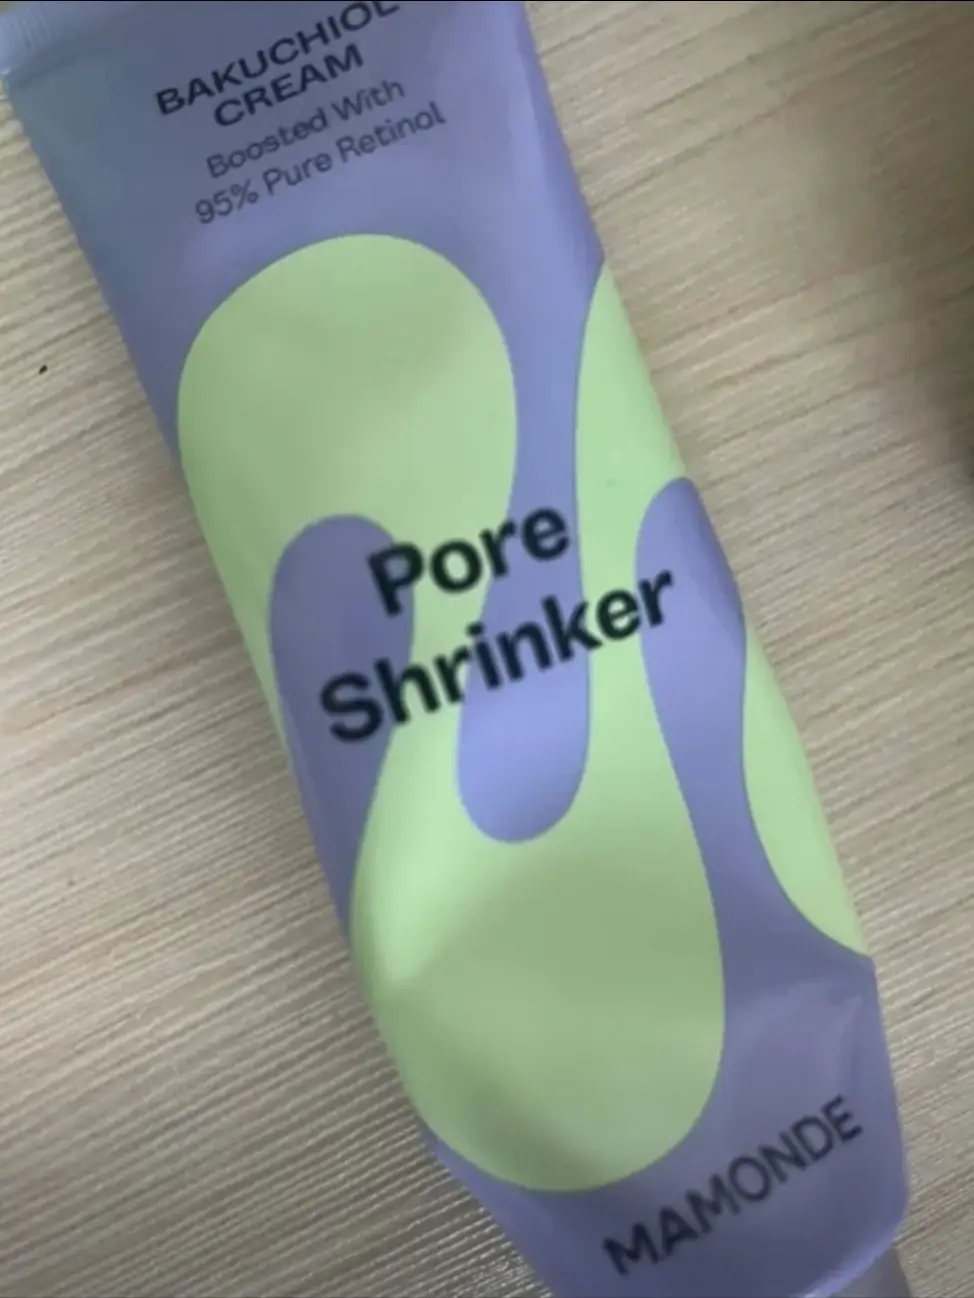 BAKUCHIOL
CREAM
Boosted With
95% Pure Retinol
Pore
Shrinker
MAMONDE